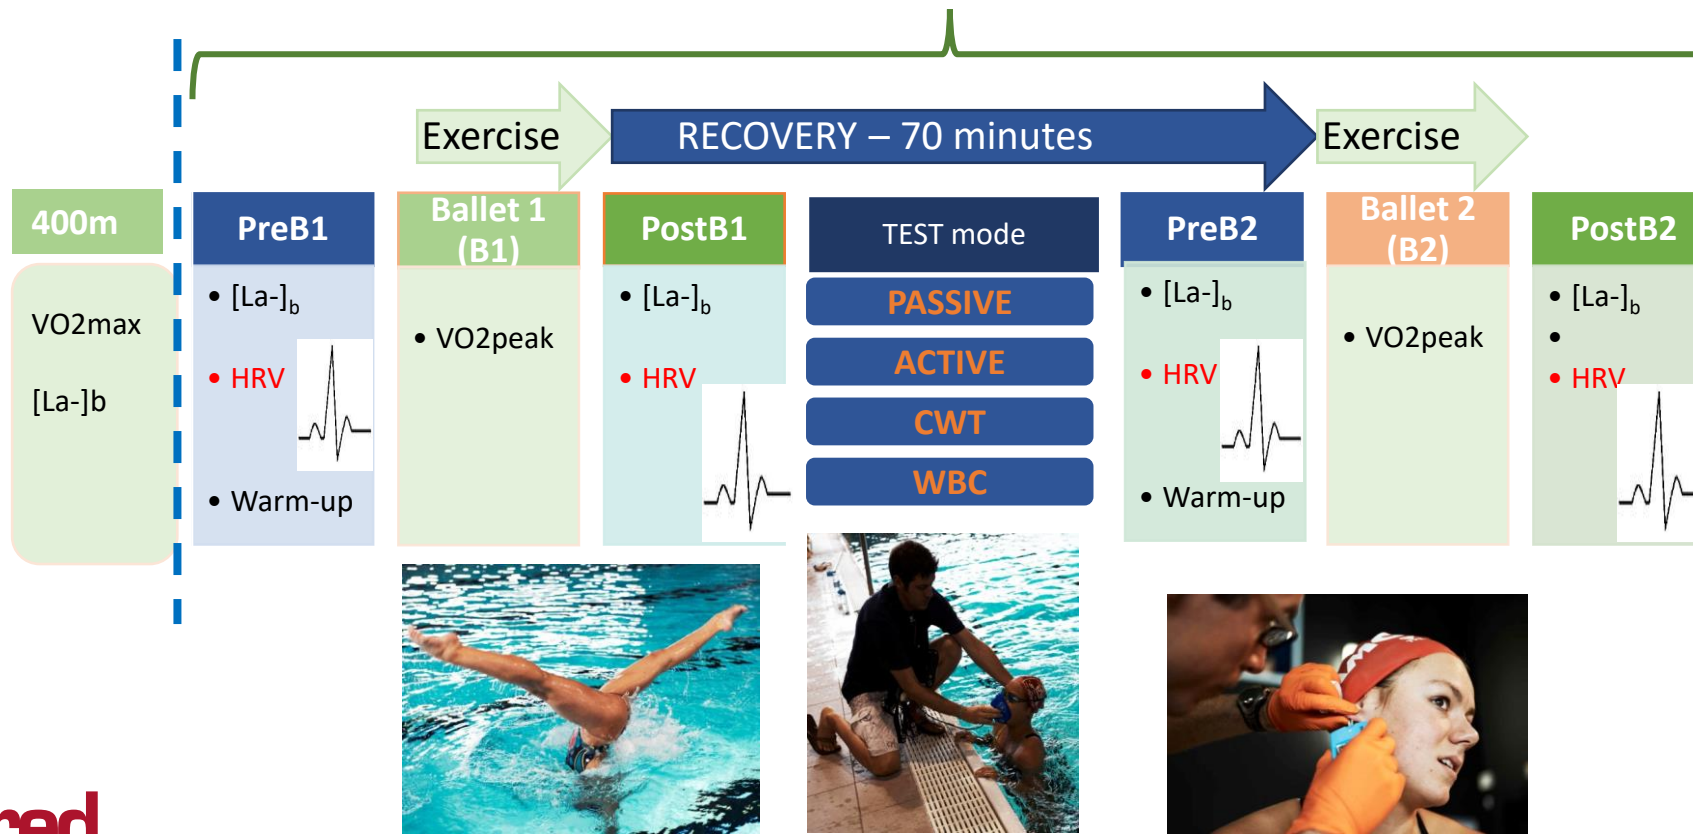 Exercise
RECOVERY – 70 minutes
Exercise
400m
VO2max
[La-]b
PreB1
• [La-]b
• HRV
• Warm-up
Ballet 1
(B1)
• VO2peak
PostB1
• [La-]b
• HRV
TEST mode
PASSIVE
ACTIVE
CWT
WBC
PreB2
• [La-]b
• HRV
• Warm-up
Ballet 2
(B2)
• VO2peak
PostB2
• [La-]b
•
• HRV